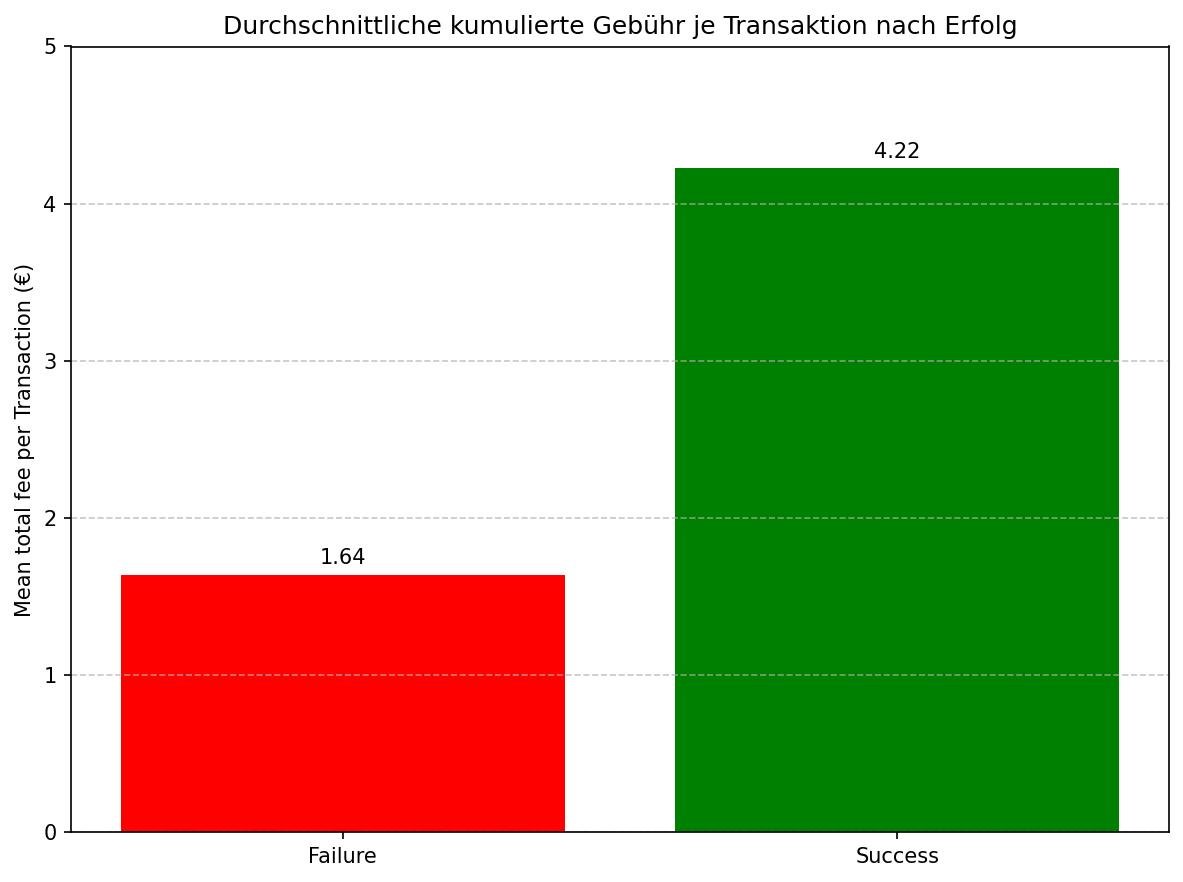 Durchschnittliche kumulierte Gebühr je Transaktion nach Erfolg
Mean total fee per Transaction (€)
5
4
3
2
1
0
1.64
4.22
Failure
Success